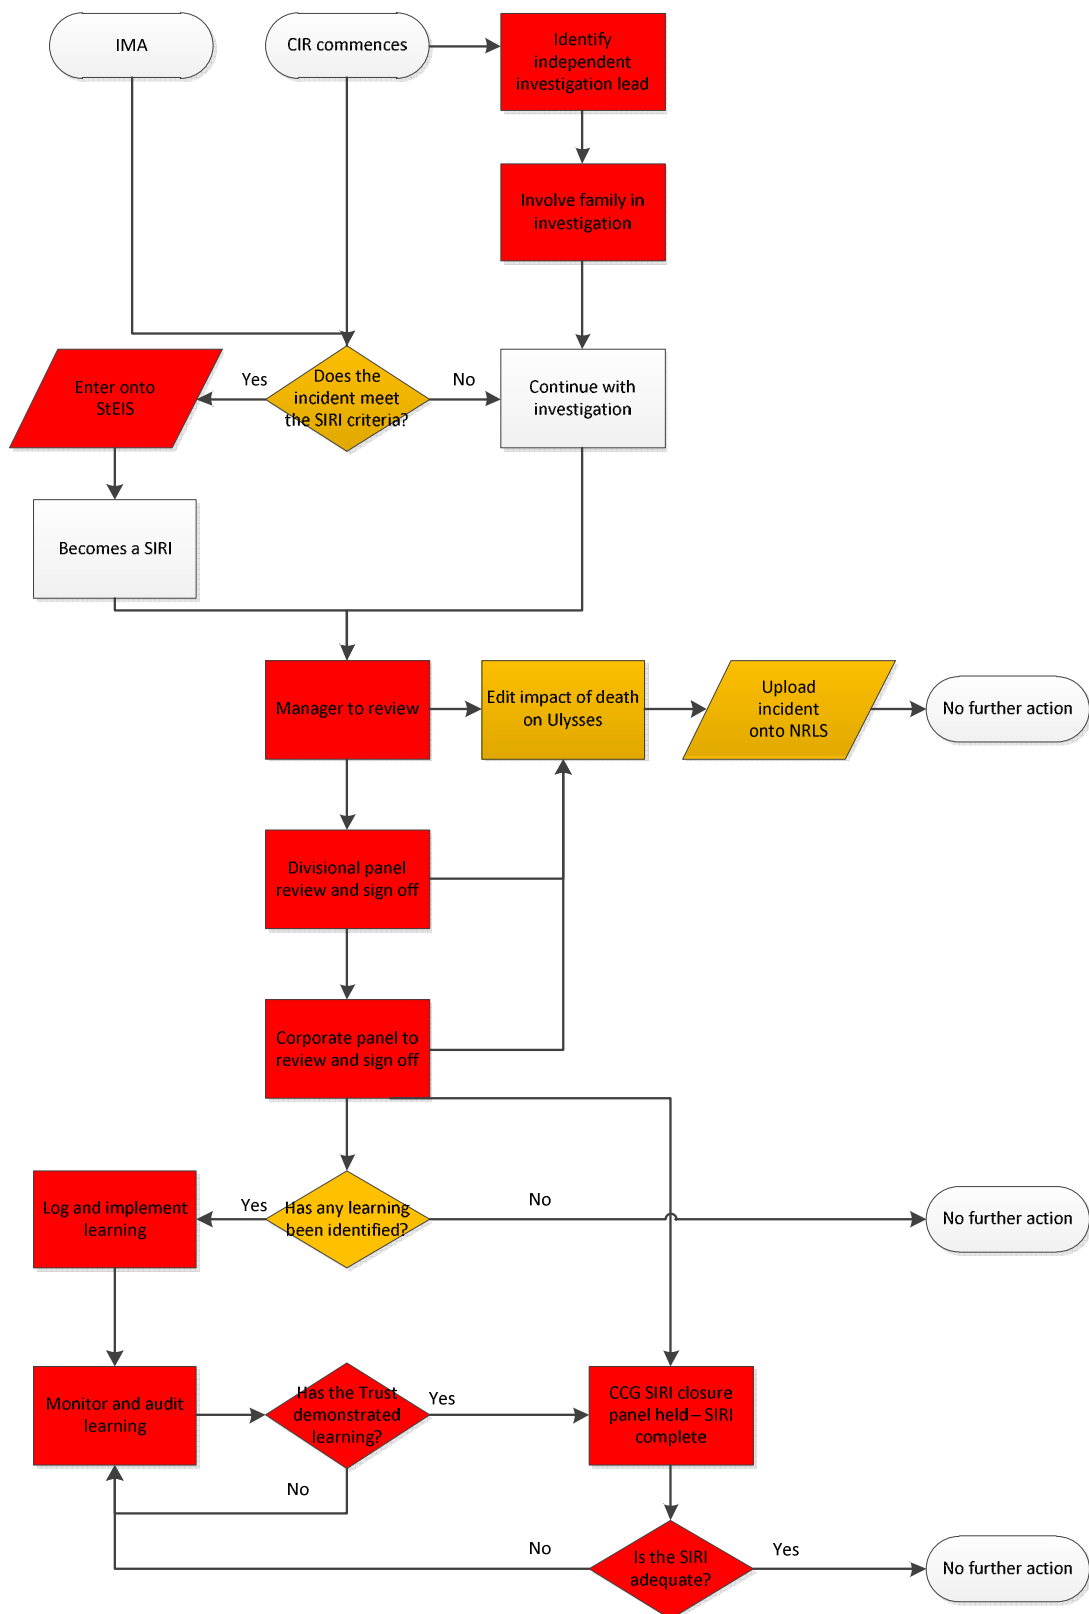 IMA
CIR commences
Identify
independent
investigation lead
Involve family in
investigation
Enter onto
StEIS
Yes
Does the
incident meet
the SIRI criteria?
No
Continue with
investigation
Becomes a SIRI
Manager to review
Edit impact of death
on Ulysses
Upload
incident
onto NRLS
No further action
Divisional panel
review and sign off
Corporate panel to
review and sign off
Log and implement
learning
Yes
Has any learning
been identified?
No
No further action
Monitor and audit
learning
Has the Trust
demonstrated
learning?
Yes
No
CCG SIRI closure
panel held – SIRI
complete
No
Is the SIRI
adequate?
Yes
No further action